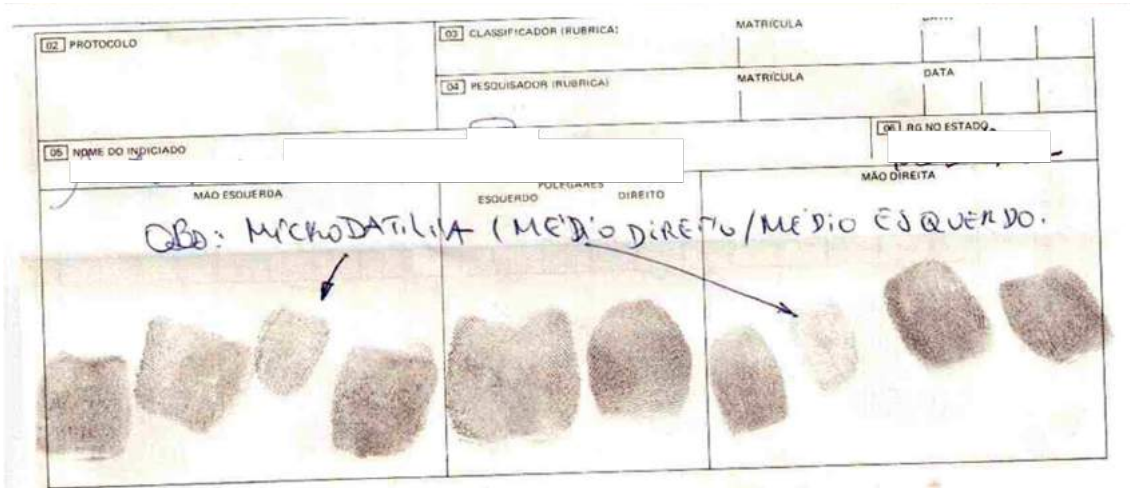 02 PROTOCOLO
03 CLASSIFICADOR (RUBRICA)
MATRÍCULA
04 PESQUISADOR (RUBRICA)
MATRÍCULA
DATA
05 NOME DO INDICIADO
06 RG NO ESTADO
MÃO ESQUERDA
POLEGARES
ESQUERDO
DIREITO
MÃO DIREITA
OBS: MICRODATILIA (MÉDIO DIREITO/MÉDIO ESQUERDO.